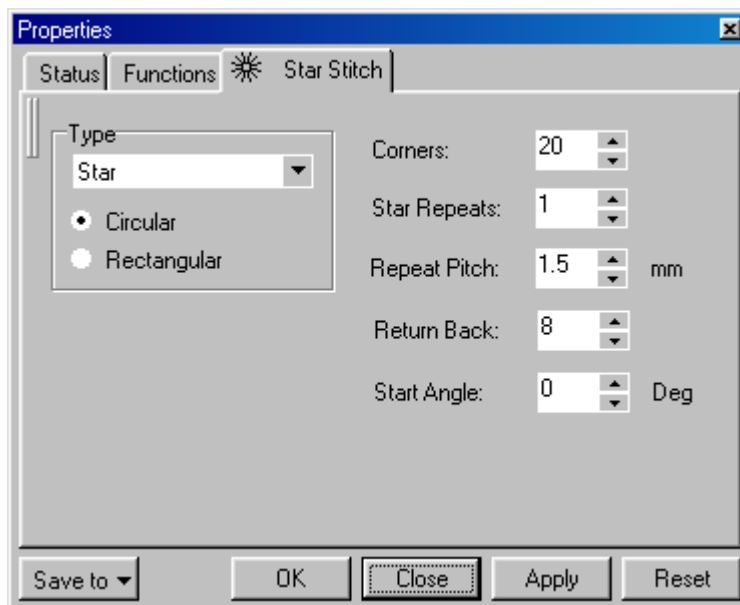 Properties
Status Functions Star Stitch
Type
Star
Circular
Rectangular
Corners: 20
Star Repeats: 1
Repeat Pitch: 1.5 mm
Return Back: 8
Start Angle: 0 Deg
Save to OK Close Apply Reset